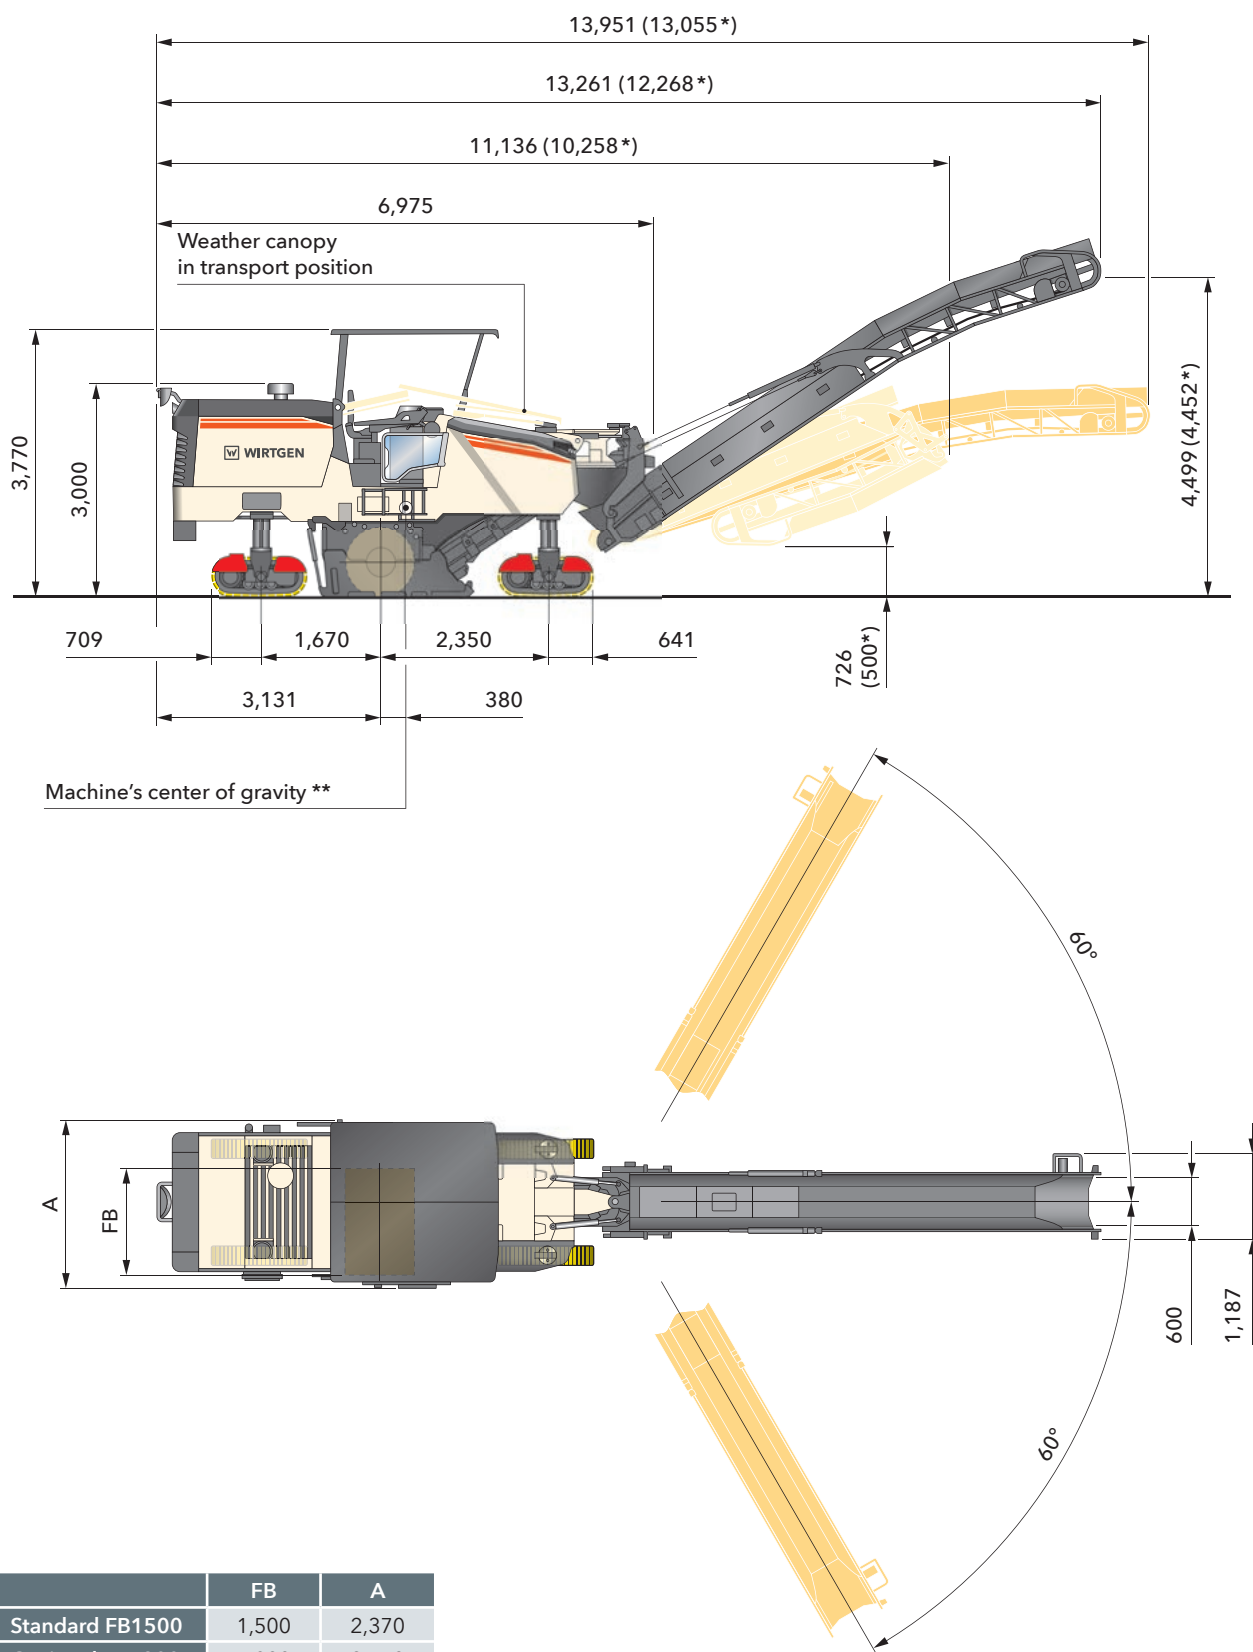 13,951 (13,055*)
13,261 (12,268*)
11,136 (10,258*)
6,975
Weather canopy
in transport position
3,770
3,000
WIRTGEN
4,499 (4,452*)
709
1,670
2,350
641
726
(500*)
3,131
380
Machine's center of gravity **
60°
A
FB
600
1,187
60°
FB A
Standard FB1500 1,500 2,370